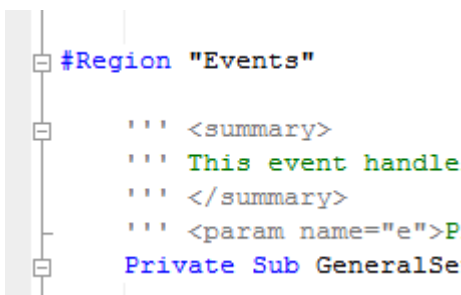 #Region "Events"
''' <summary>
''' This event handle
''' </summary>
''' <param name="e">P
Private Sub GeneralSe